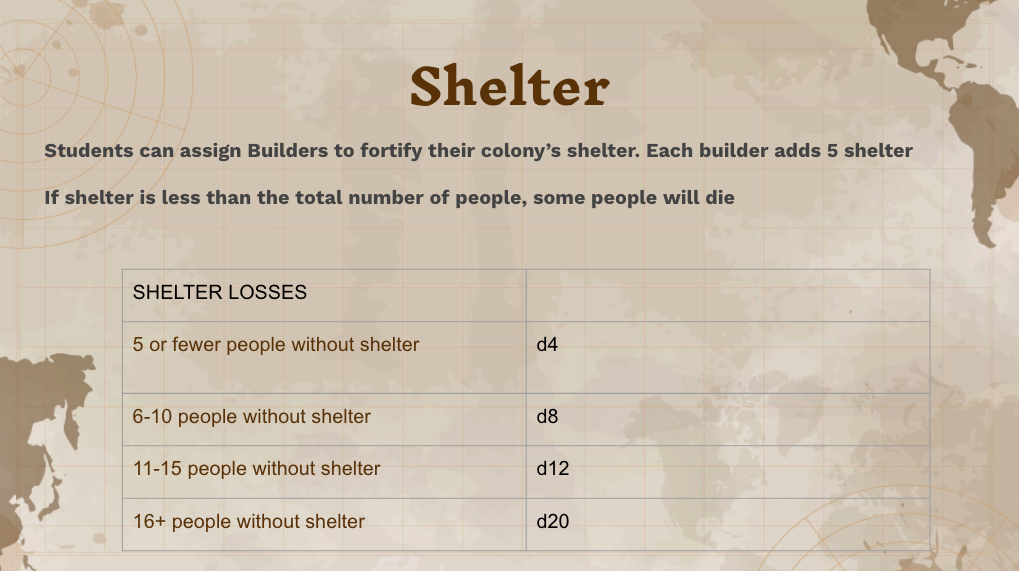 Shelter
Students can assign Builders to fortify their colony’s shelter. Each builder adds 5 shelter
If shelter is less than the total number of people, some people will die
SHELTER LOSSES
5 or fewer people without shelter d4
6-10 people without shelter d8
11-15 people without shelter d12
16+ people without shelter d20